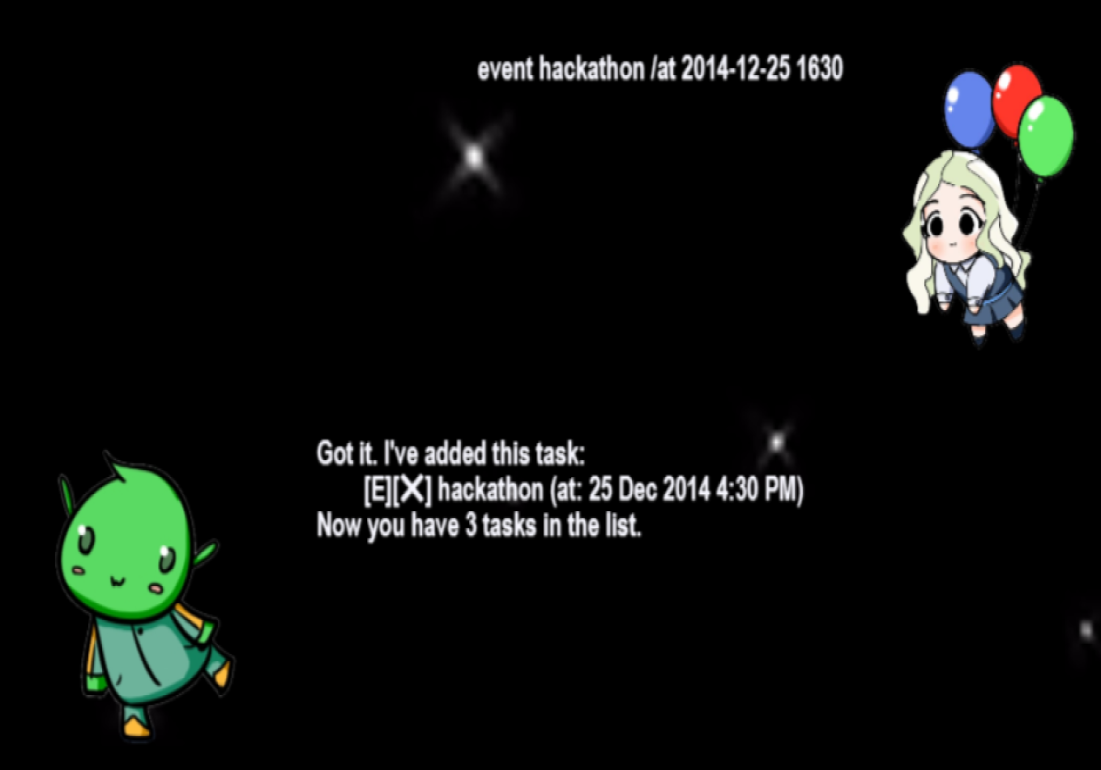 event hackathon /at 2014-12-25 1630
Got it. I've added this task:
[E][✕] hackathon (at: 25 Dec 2014 4:30 PM)
Now you have 3 tasks in the list.